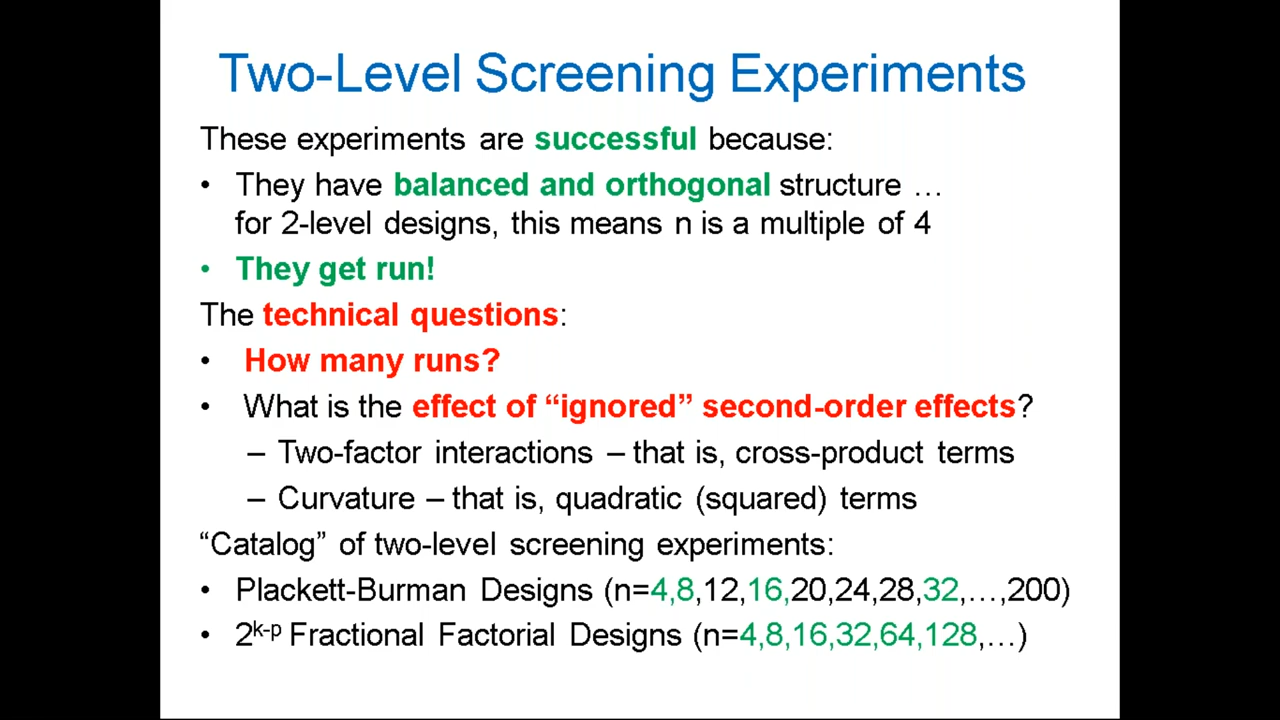 Two-Level Screening Experiments
These experiments are successful because:
• They have balanced and orthogonal structure …
for 2-level designs, this means n is a multiple of 4
• They get run!
The technical questions:
• How many runs?
• What is the effect of “ignored” second-order effects?
– Two-factor interactions – that is, cross-product terms
– Curvature – that is, quadratic (squared) terms
“Catalog” of two-level screening experiments:
• Plackett-Burman Designs (n=4,8,12,16,20,24,28,32,…,200)
• 2^k-p Fractional Factorial Designs (n=4,8,16,32,64,128,…)